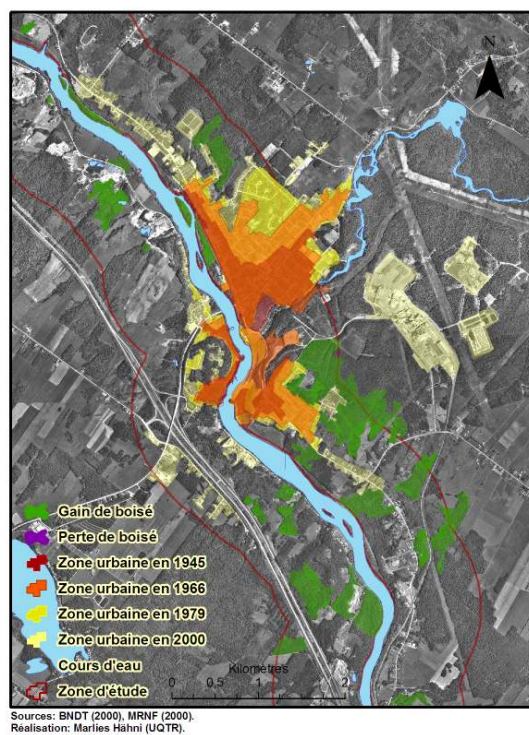 N
Gain de boisé
Perte de boisé
Zone urbaine en 1945
Zone urbaine en 1966
Zone urbaine en 1979
Zone urbaine en 2000
Cours d'eau
Zone d'étude
Kilomètres
0 0.5 1 2
Sources: BNDT (2000), MRNF (2000).
Réalisation: Marlies Hähni (UQTR).